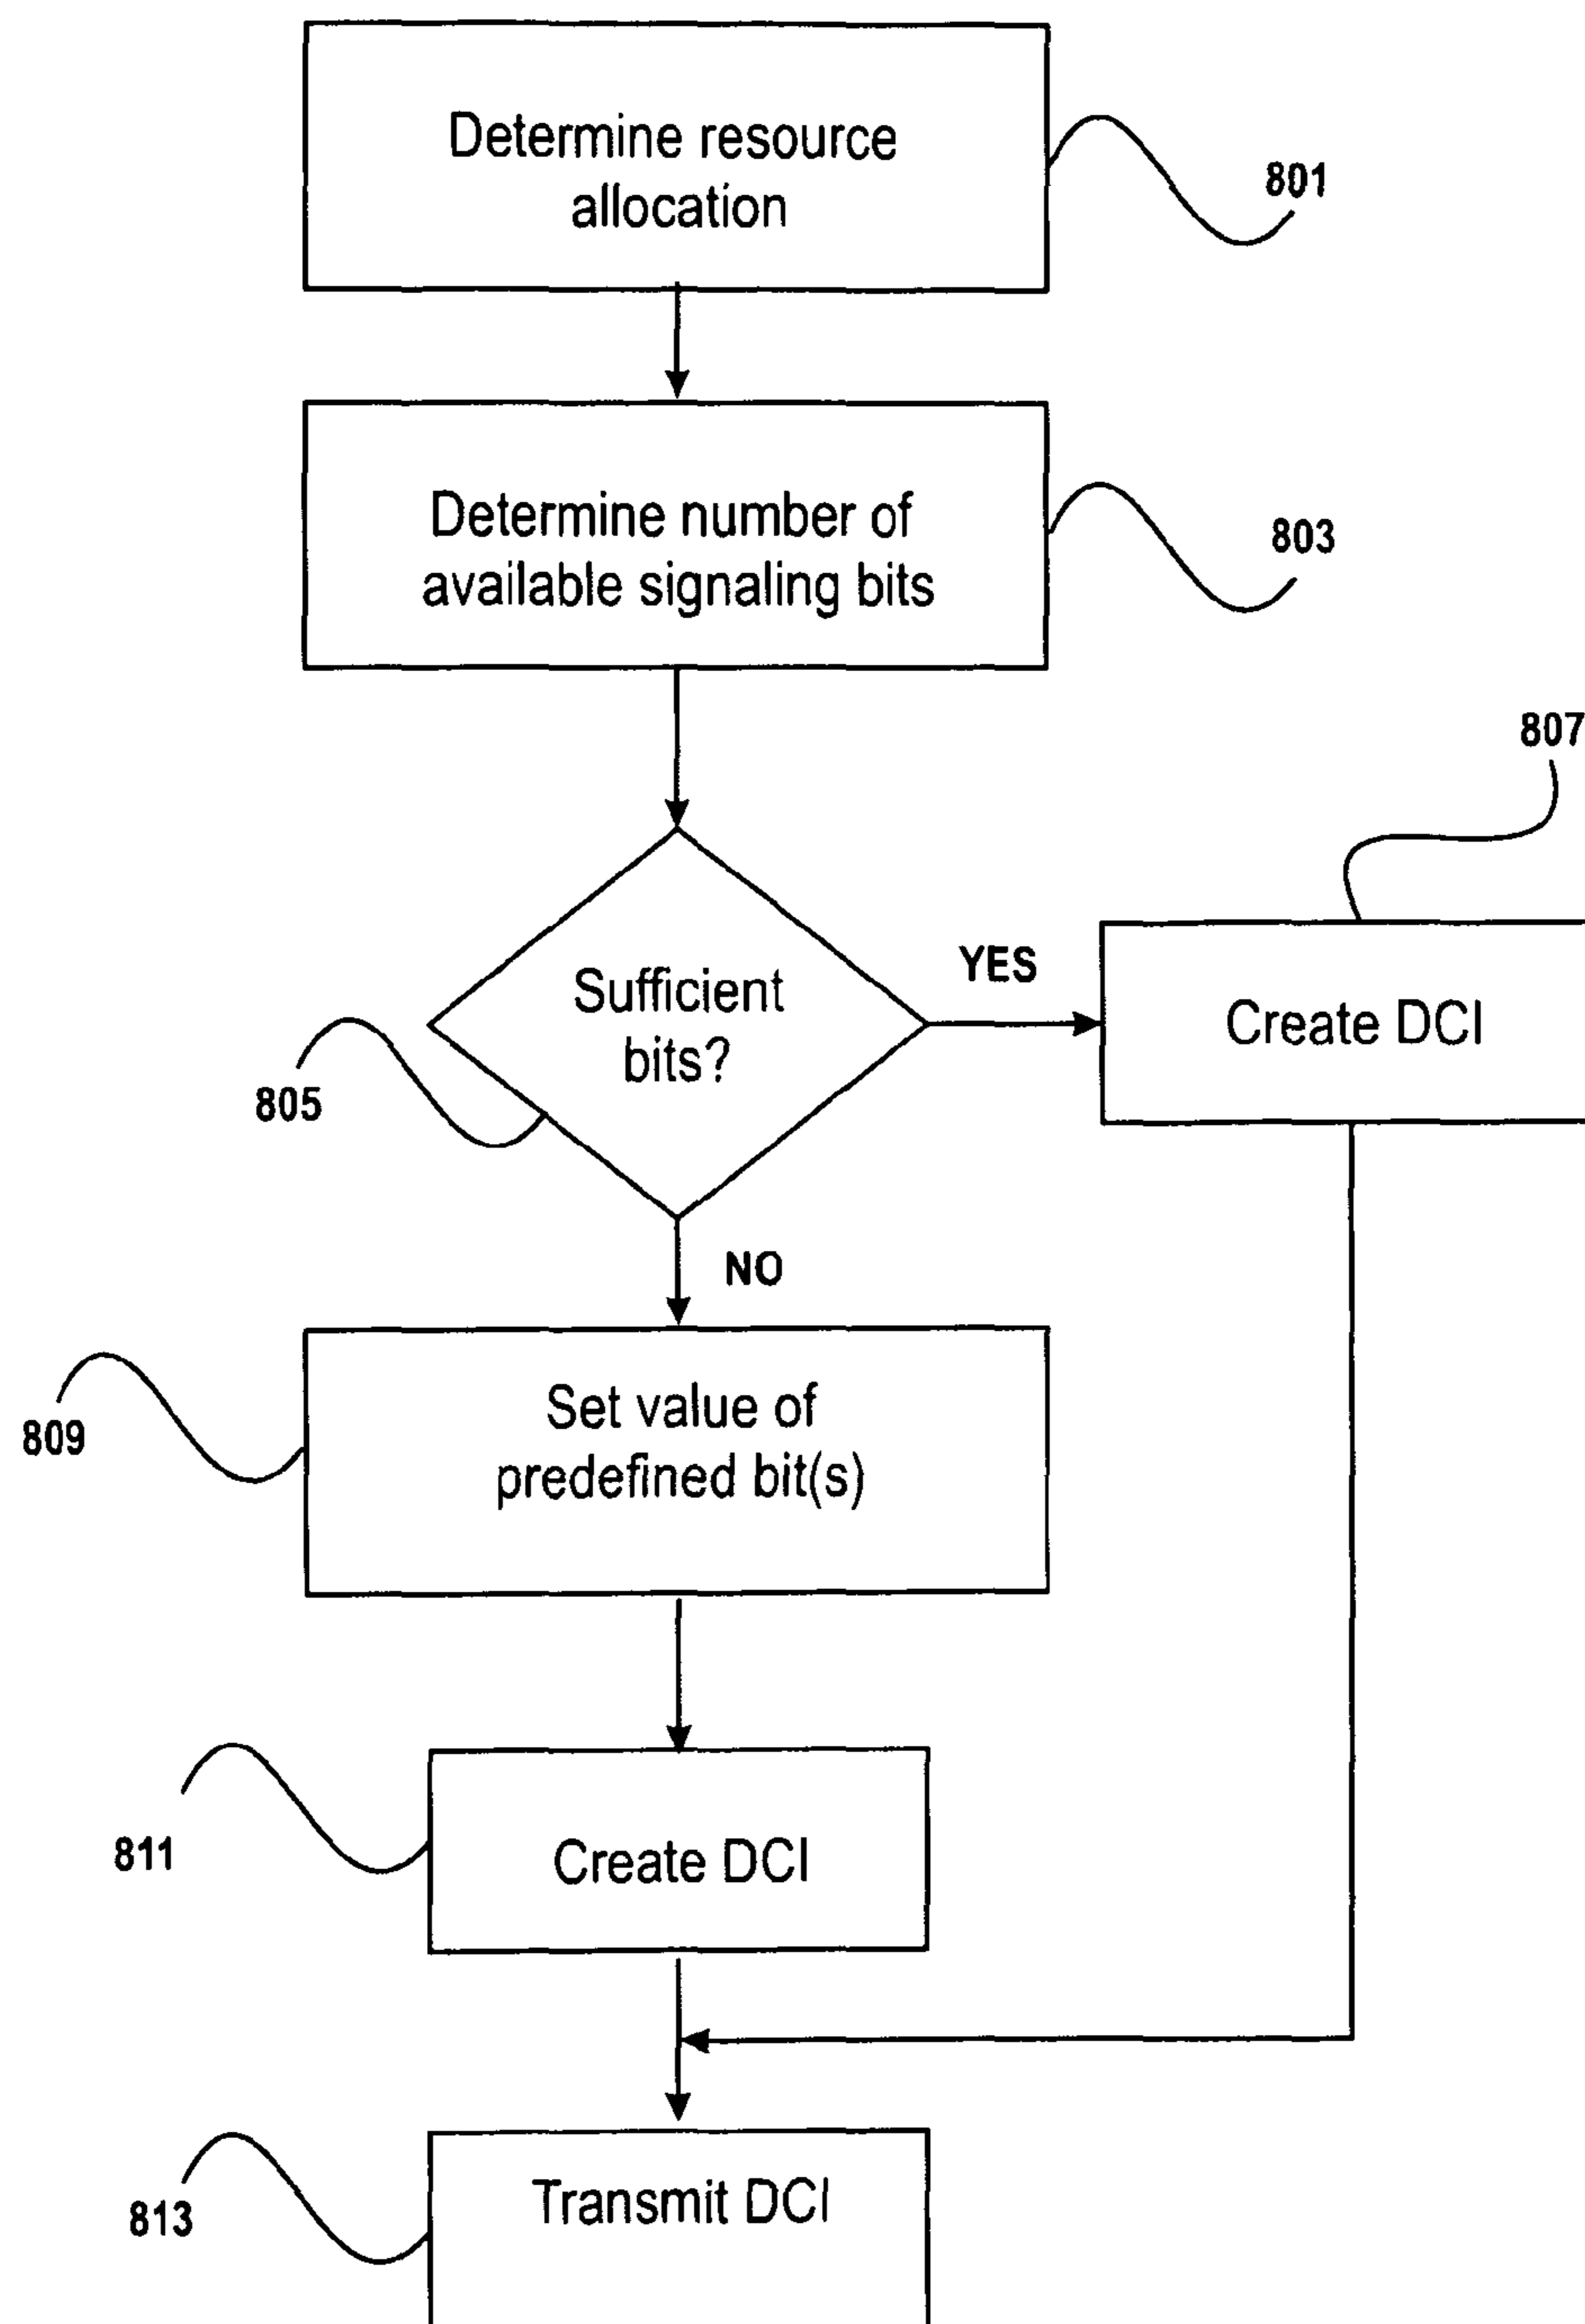 Determine resource
allocation
801
Determine number of
available signaling bits
803
807
Sufficient
bits?
YES
Create DCI
805
NO
Set value of
predefined bit(s)
809
Create DCI
811
Transmit DCI
813